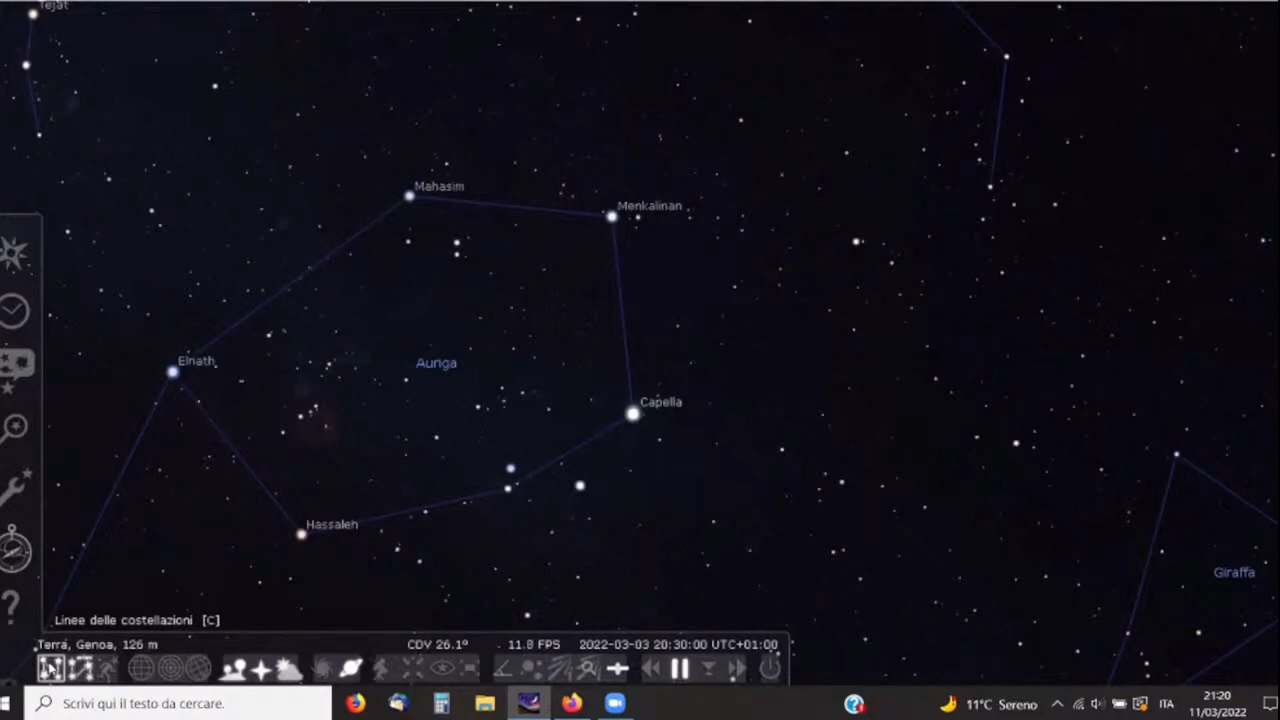 Tejat
Mahasim
Menkalinan
Elnath
Auriga
Capella
Hassaleh
Giraffa
Linee delle costellazioni [C]
Terra, Genoa, 126 m CDV 26.1° 11.8 FPS 2022-03-03 20:30:00 UTC+01:00
Scrivi qui il testo da cercare.
11°C Sereno
ITA
21:20
11/03/2022